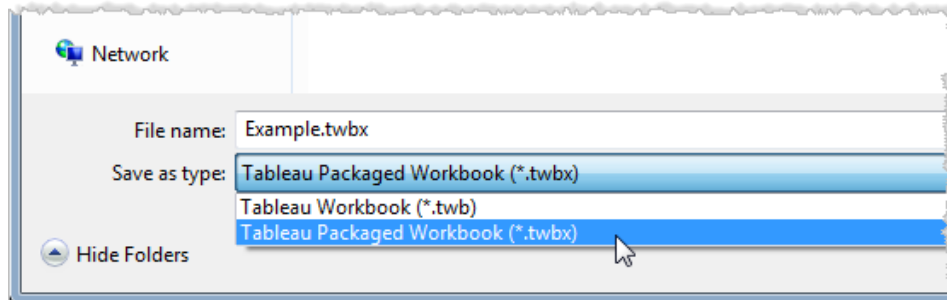 Network
File name: Example.twbx
Save as type: Tableau Packaged Workbook (*.twbx)
Tableau Workbook (*.twb)
Tableau Packaged Workbook (*.twbx)
Hide Folders